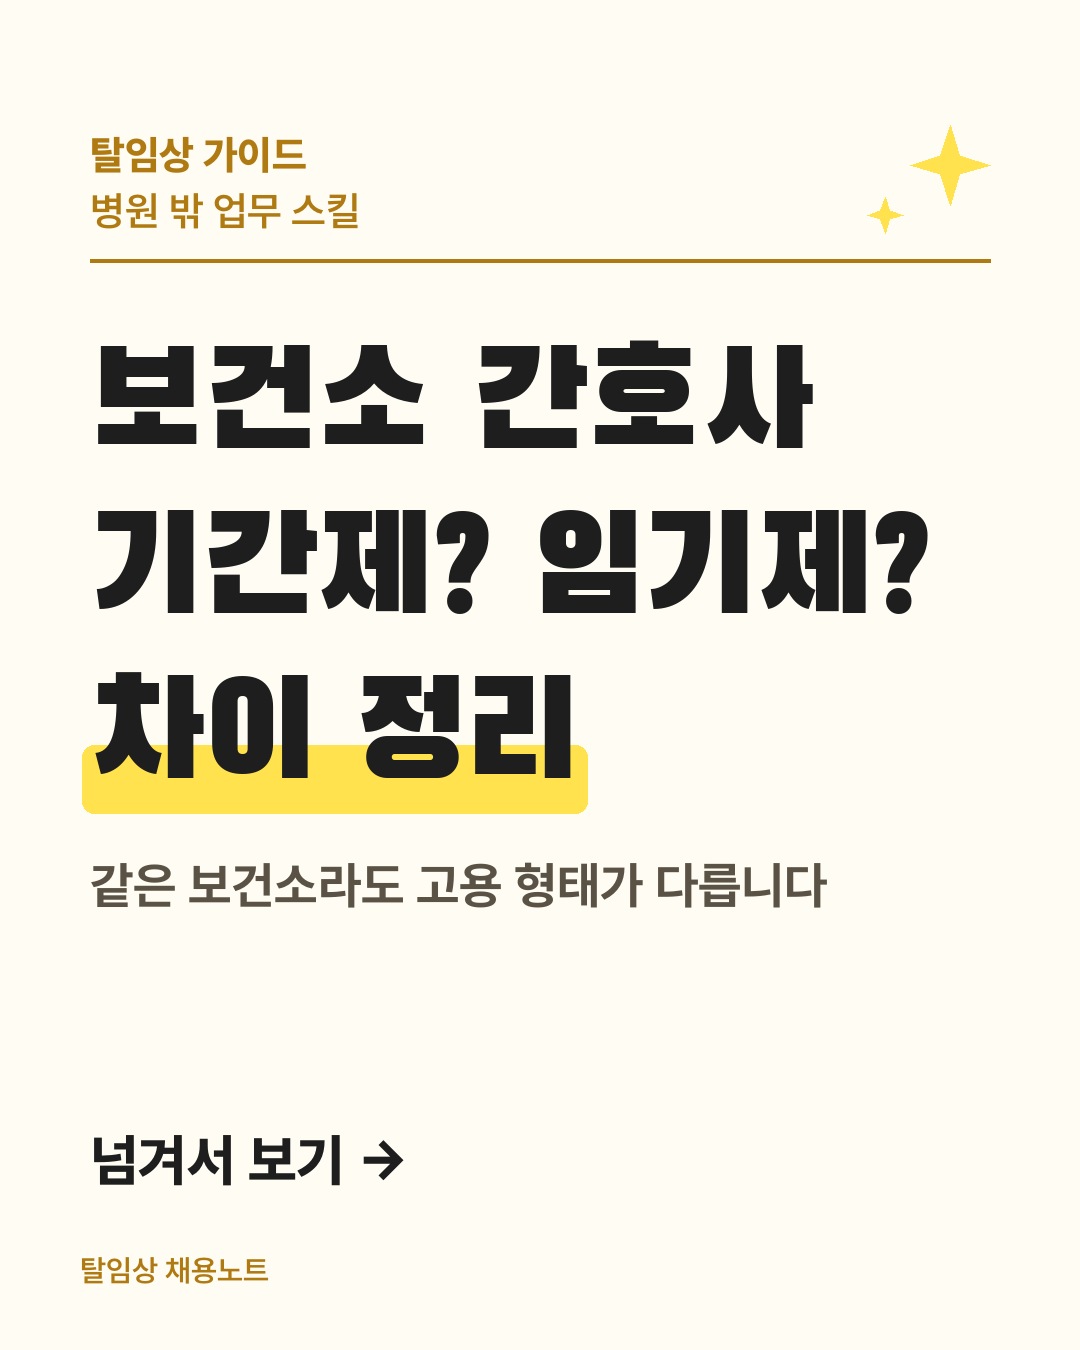 탈임상 가이드
병원 밖 업무 스킬
보건소 간호사
기간제? 임기제?
차이 정리
같은 보건소라도 고용 형태가 다릅니다
넘겨서 보기 →
탈임상 채용노트